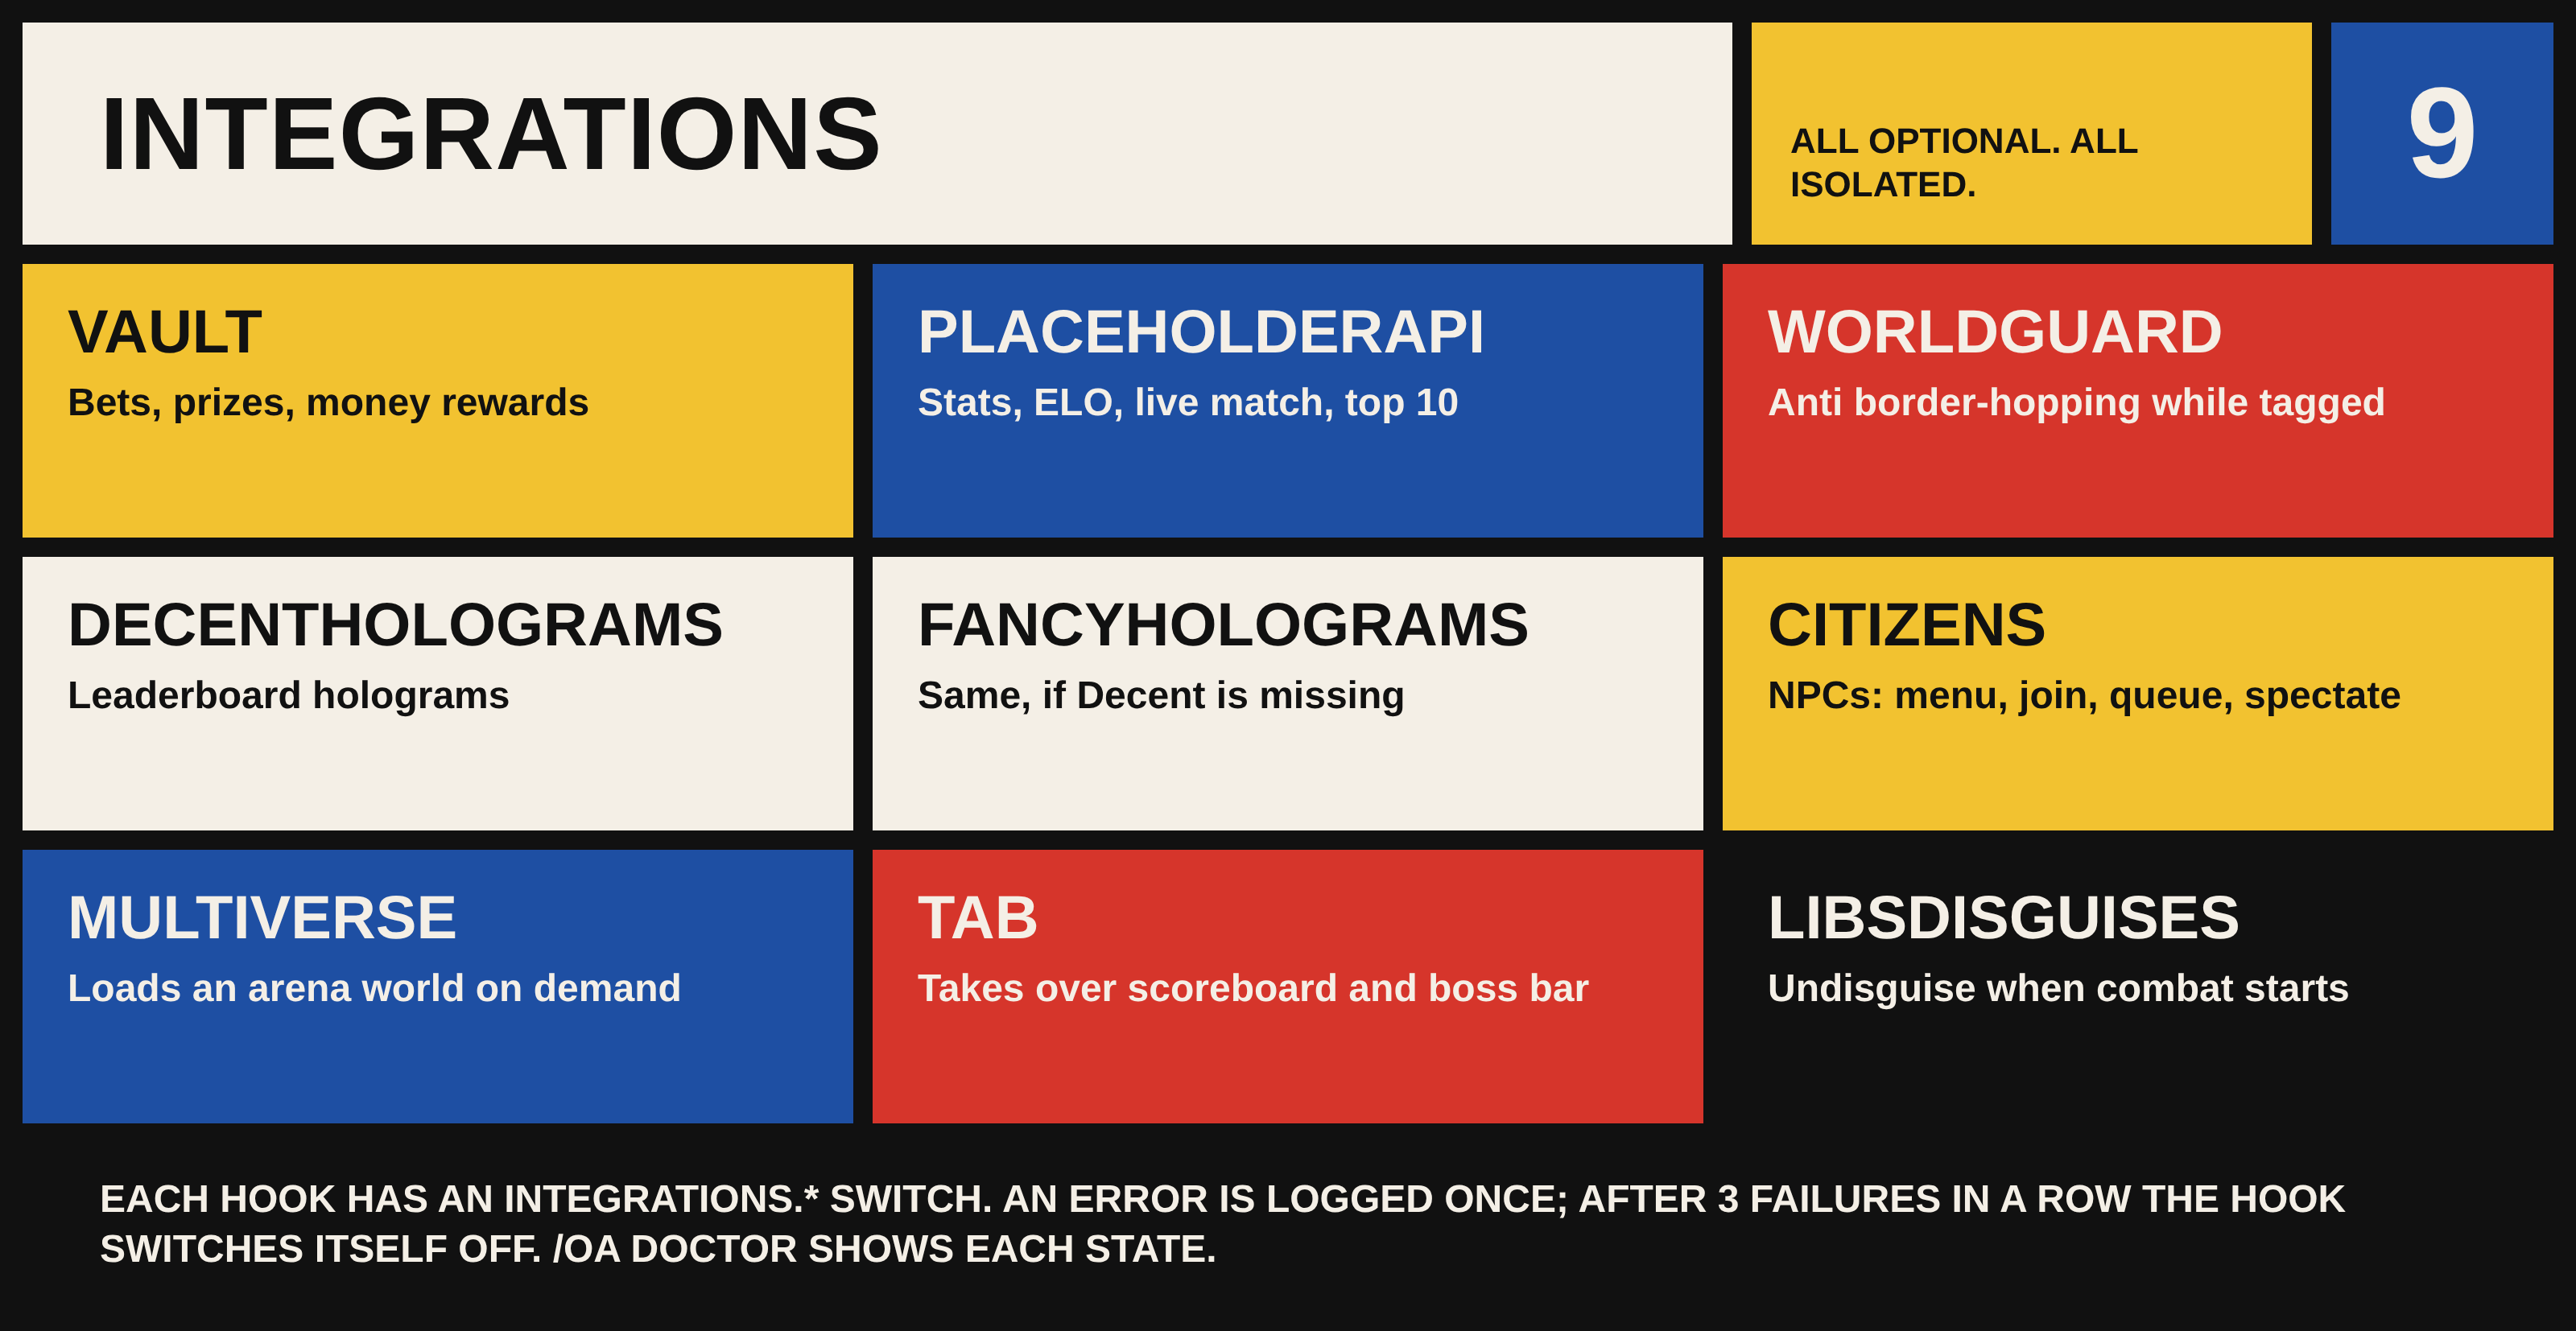 INTEGRATIONS
ALL OPTIONAL. ALL
ISOLATED.
9
VAULT
Bets, prizes, money rewards
PLACEHOLDERAPI
Stats, ELO, live match, top 10
WORLDGUARD
Anti border-hopping while tagged
DECENTHOLOGRAMS
Leaderboard holograms
FANCYHOLOGRAMS
Same, if Decent is missing
CITIZENS
NPCs: menu, join, queue, spectate
MULTIVERSE
Loads an arena world on demand
TAB
Takes over scoreboard and boss bar
LIBSDISGUISES
Undisguise when combat starts
EACH HOOK HAS AN INTEGRATIONS.* SWITCH. AN ERROR IS LOGGED ONCE; AFTER 3 FAILURES IN A ROW THE HOOK
SWITCHES ITSELF OFF. /OA DOCTOR SHOWS EACH STATE.